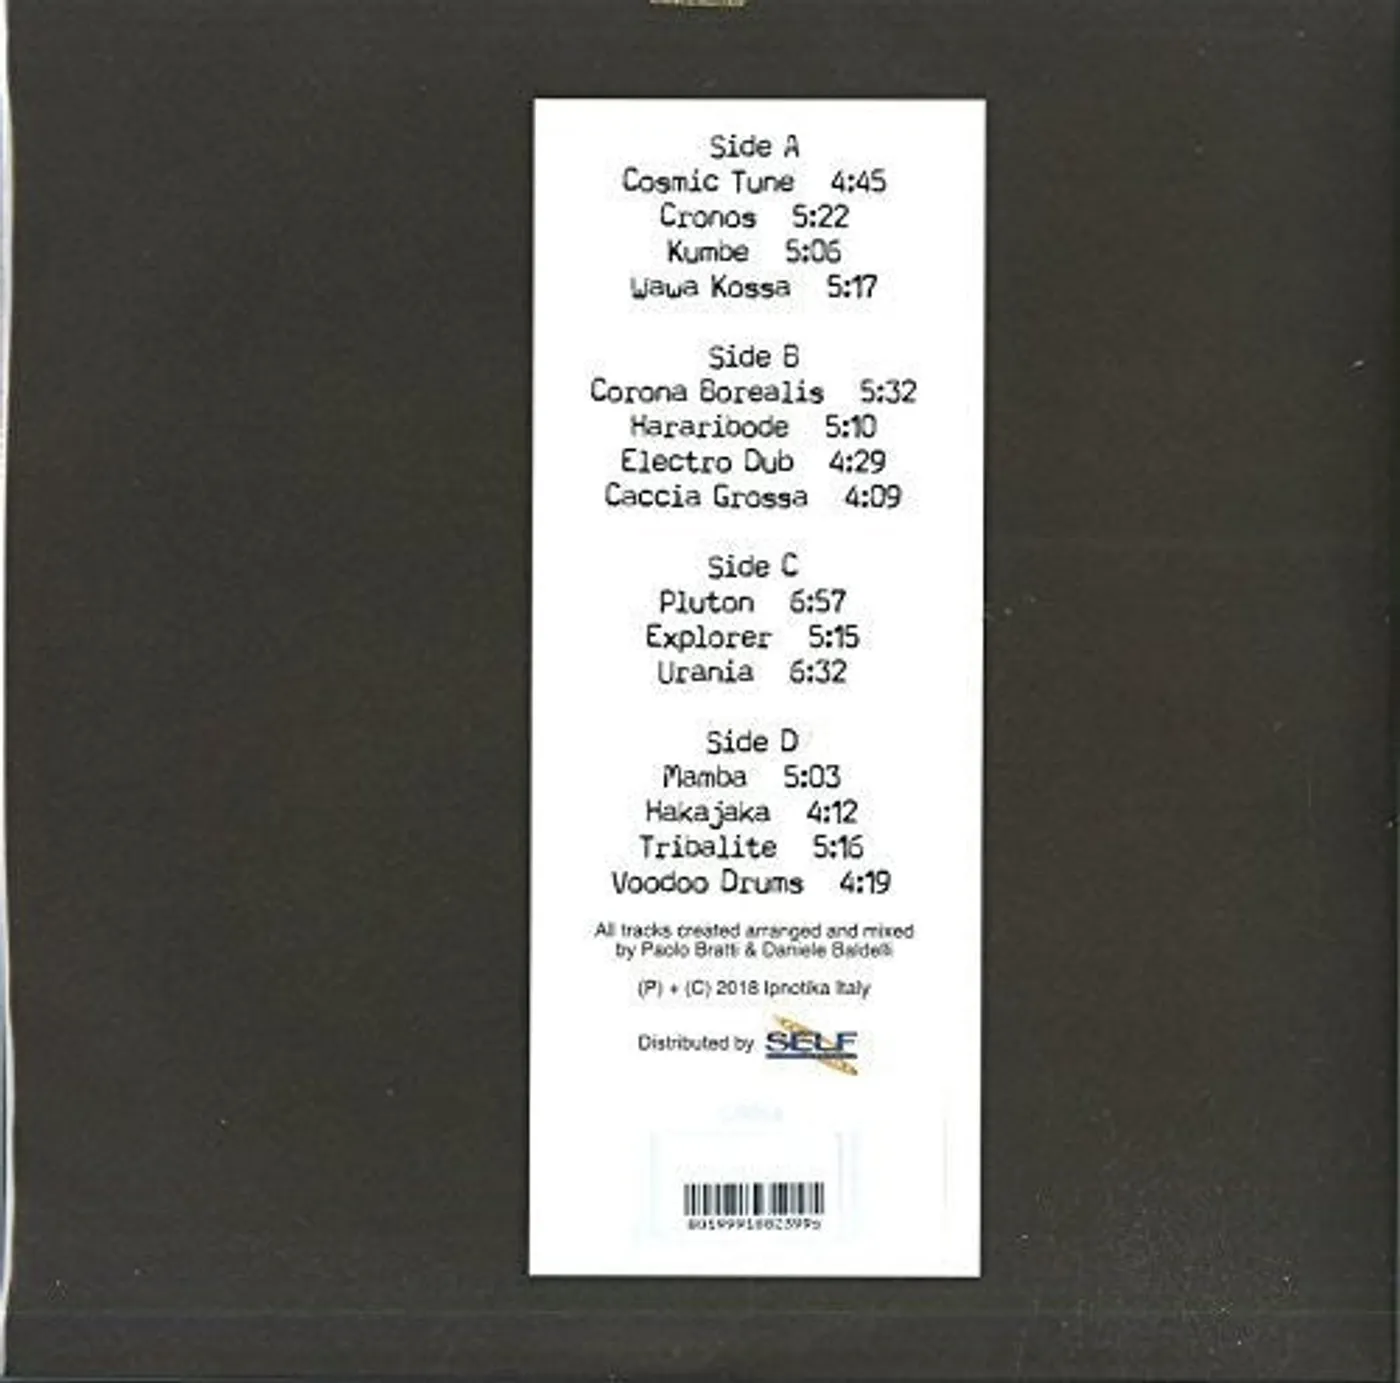 Side A
Cosmic Tune 4:45
Cronos 5:22
Kumbe 5:06
Wawa Kossa 5:17
Side B
Corona Borealis 5:32
Hararibode 5:10
Electro Dub 4:29
Caccia Grossa 4:09
Side C
Pluton 6:57
Explorer 5:15
Urania 6:32
Side D
Mamba 5:03
Hakajaka 4:12
Tribalite 5:16
Voodoo Drums 4:19
All tracks created arranged and mixed
by Paolo Bratti & Daniele Baldelli
(P) + (C) 2018 Ipnotika Italy
Distributed by SELF